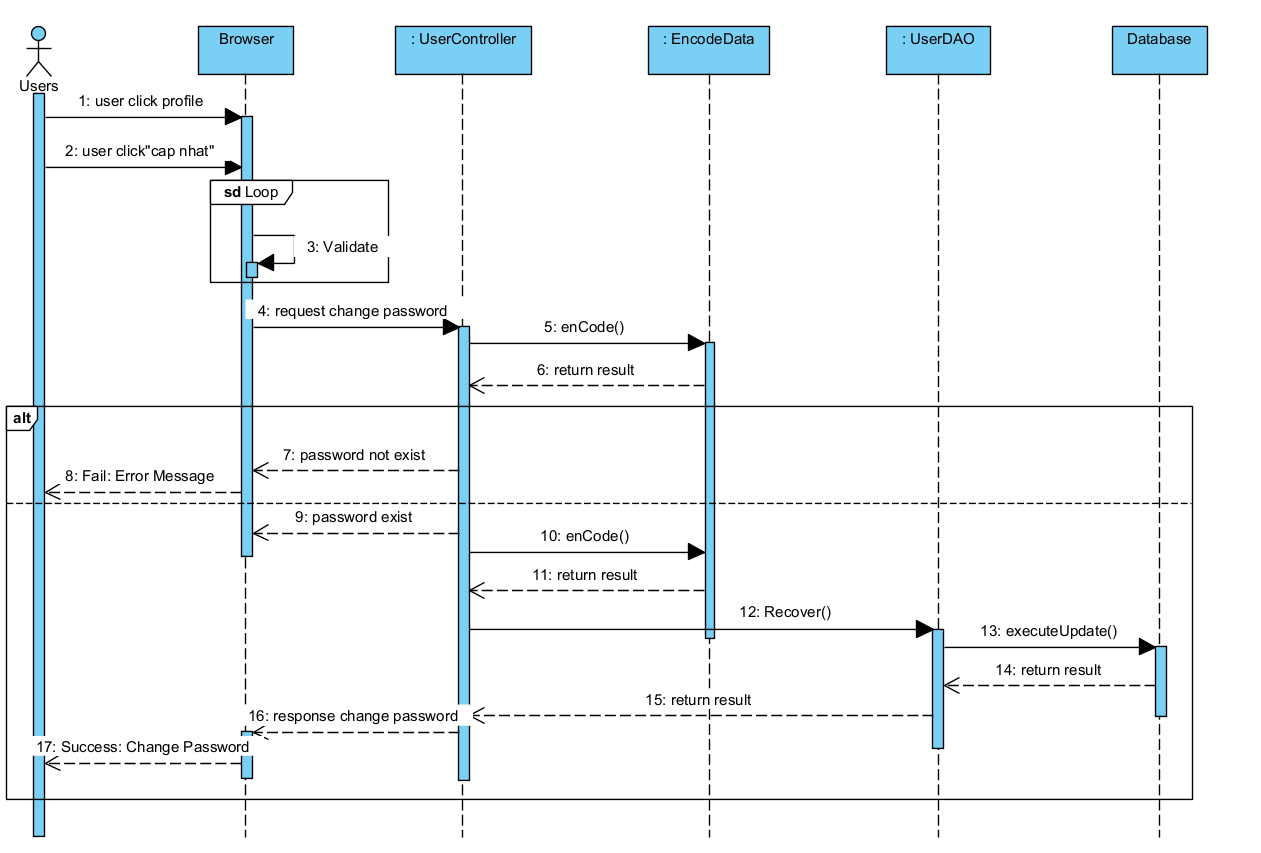 Users
Browser
: UserController
: EncodeData
: UserDAO
Database
1: user click profile
2: user click"cap nhat"
sd Loop
3: Validate
4: request change password
5: enCode()
6: return result
alt
7: password not exist
8: Fail: Error Message
9: password exist
10: enCode()
11: return result
12: Recover()
13: executeUpdate()
14: return result
15: return result
16: response change password
17: Success: Change Password